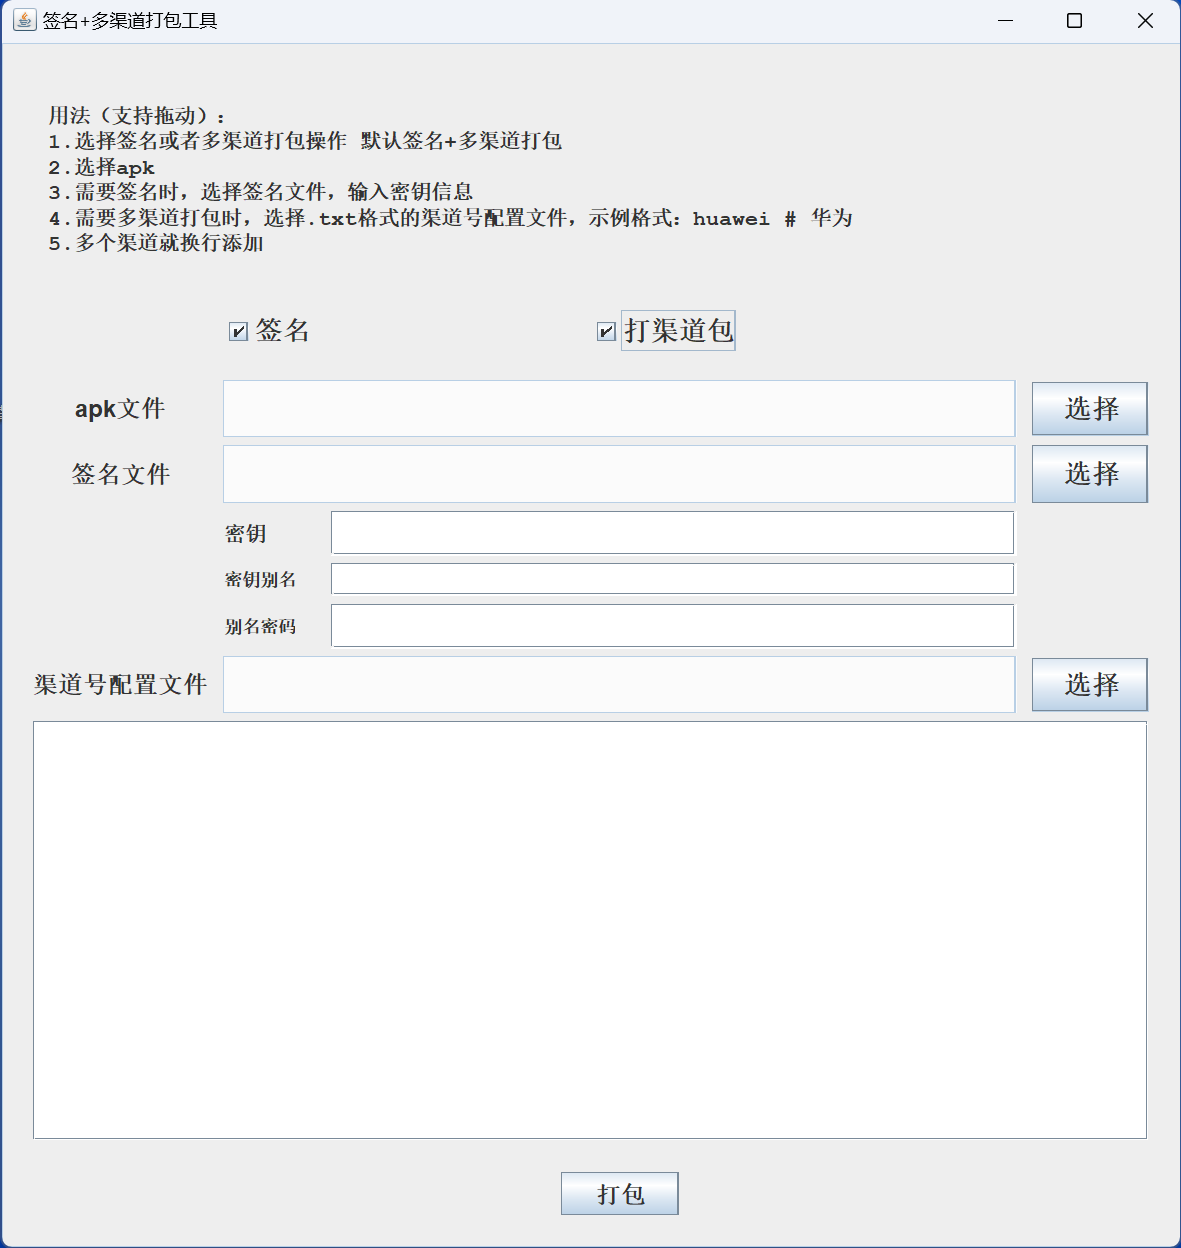 签名+多渠道打包工具
用法（支持拖动）：
1.选择签名或者多渠道打包操作 默认签名+多渠道打包
2.选择apk
3.需要签名时，选择签名文件，输入密钥信息
4.需要多渠道打包时，选择.txt格式的渠道号配置文件，示例格式：huawei # 华为
5.多个渠道就换行添加
签名 打渠道包
apk文件 选择
签名文件 选择
密钥
密钥别名
别名密码
渠道号配置文件 选择
打包